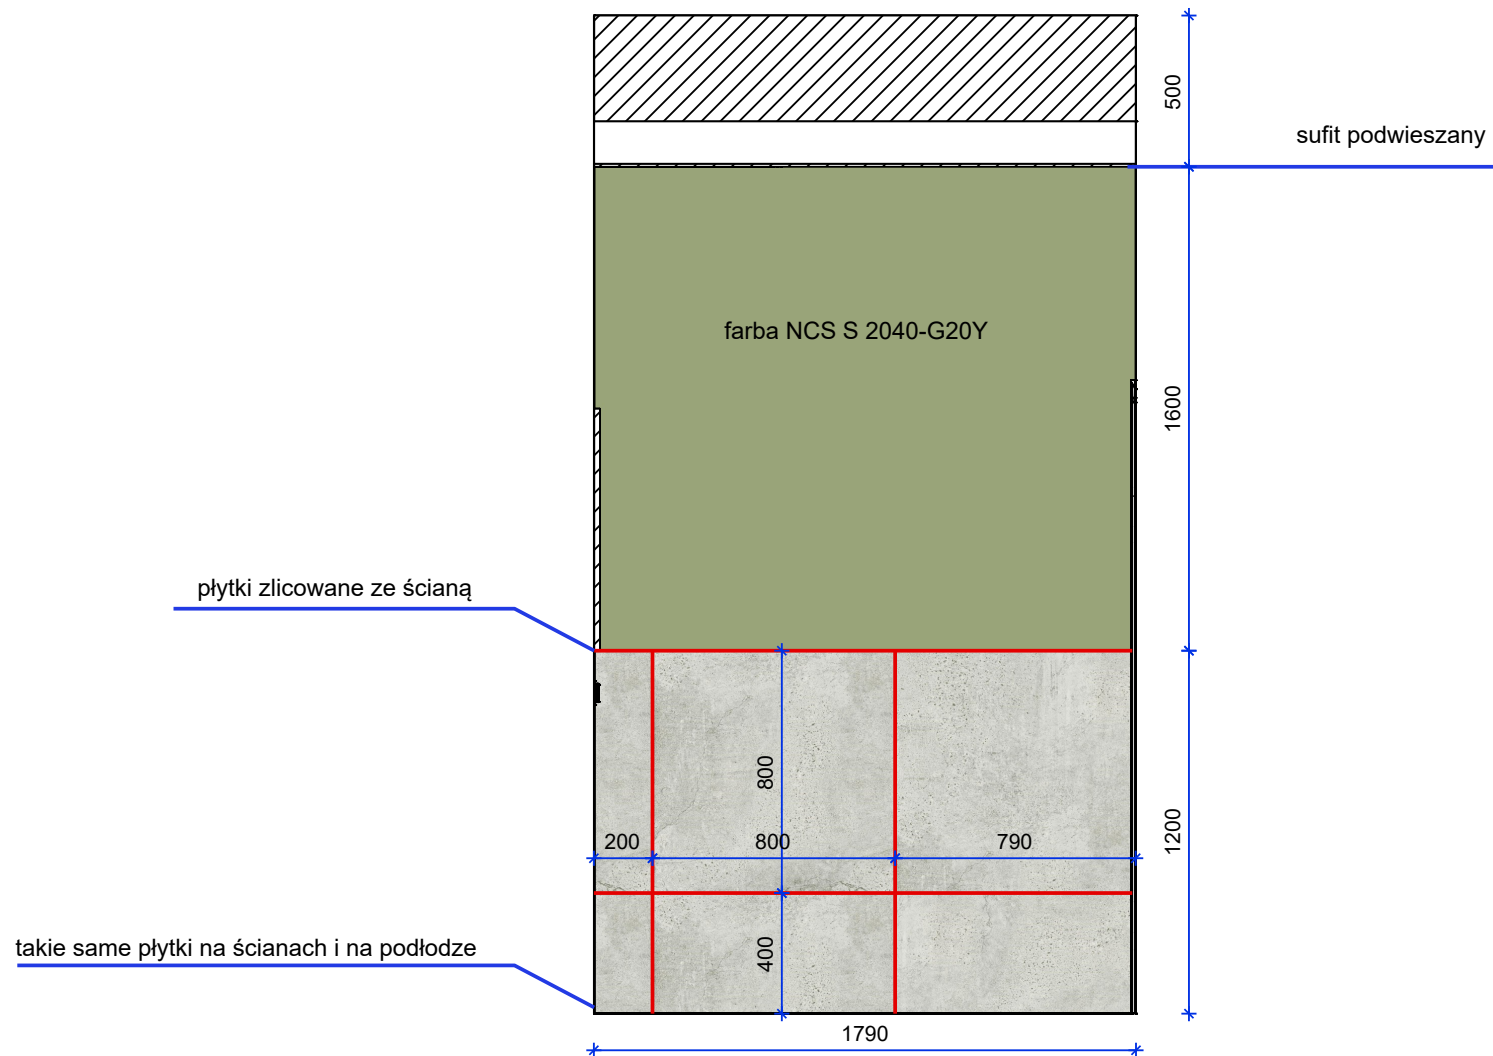 500
sufit podwieszany
farba NCS S 2040-G20Y
1600
płytki zlicowane ze ścianą
800
200
800
790
1200
takie same płytki na ścianach i na podłodze
400
1790